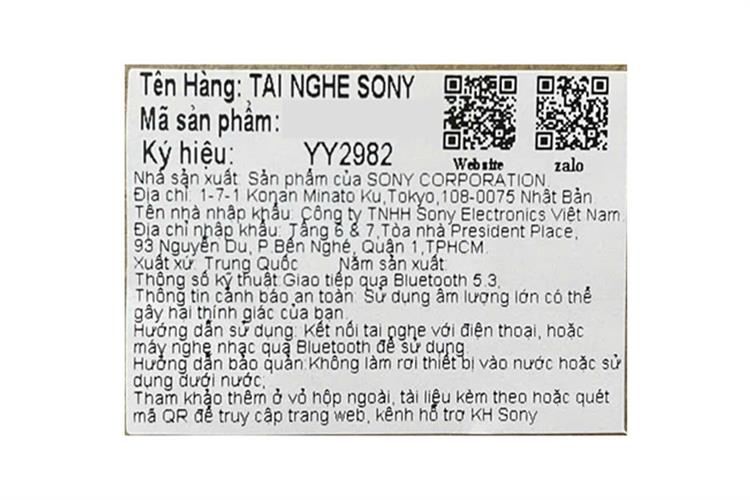 Tên Hàng: TAI NGHE SONY
Mã sản phẩm:
Ký hiệu: YY2982
Website
zalo
Nhà sản xuất: Sản phẩm của SONY CORPORATION
Địa chỉ: 1-7-1 Konan Minato Ku,Tokyo,108-0075 Nhật Bản.
Tên nhà nhập khẩu: Công ty TNHH Sony Electronics Việt Nam.
Địa chỉ nhập khẩu: Tầng 6 & 7,Tòa nhà President Place,
93 Nguyễn Du, P.Bến Nghé, Quận 1,TPHCM.
Xuất xứ: Trung Quốc Năm sản xuất:
Thông số kỹ thuật:Giao tiếp qua Bluetooth 5.3,
Thông tin cảnh báo an toàn: Sử dụng âm lượng lớn có thể
gây hại thính giác của bạn.
Hướng dẫn sử dụng: Kết nối tai nghe với điện thoại, hoặc
máy nghe nhạc qua Bluetooth để sử dụng.
Hướng dẫn bảo quản:Không làm rơi thiết bị vào nước hoặc sử
dụng dưới nước;
Tham khảo thêm ở vỏ hộp ngoài, tài liệu kèm theo hoặc quét
mã QR để truy cập trang web, kênh hỗ trợ KH Sony